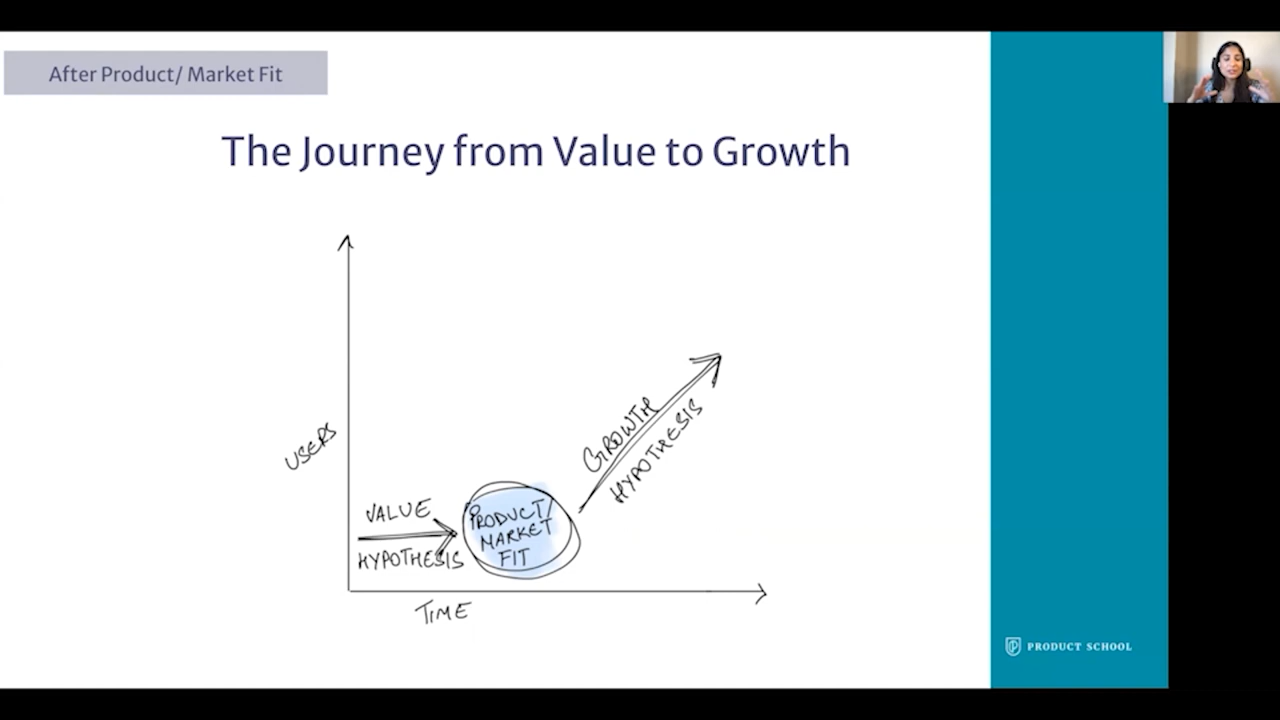 After Product/ Market Fit
The Journey from Value to Growth
USERS
VALUE
HYPOTHESIS
PRODUCT/
MARKET
FIT
GROWTH
HYPOTHESIS
TIME
PRODUCT SCHOOL